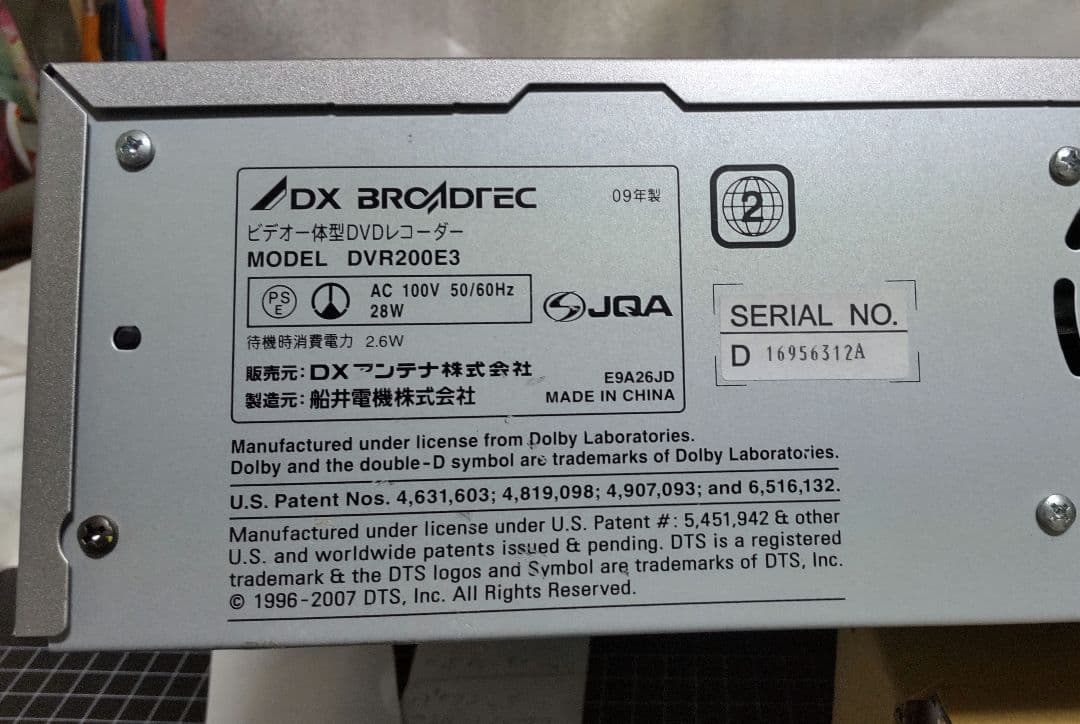 DX BROADTEC 09年製
ビデオ一体型DVDレコーダー
MODEL DVR200E3
PS
E
AC 100V 50/60Hz
28W
JQA
待機時消費電力 2.6W
販売元:DXアンテナ株式会社
製造元:船井電機株式会社
E9A26JD
MADE IN CHINA
2
SERIAL NO.
D 16956312A
Manufactured under license from Dolby Laboratories.
Dolby and the double-D symbol are trademarks of Dolby Laboratories.
U.S. Patent Nos. 4,631,603; 4,819,098; 4,907,093; and 6,516,132.
Manufactured under license under U.S. Patent #: 5,451,942 & other
U.S. and worldwide patents issued & pending. DTS is a registered
trademark & the DTS logos and Symbol are trademarks of DTS, Inc.
© 1996-2007 DTS, Inc. All Rights Reserved.